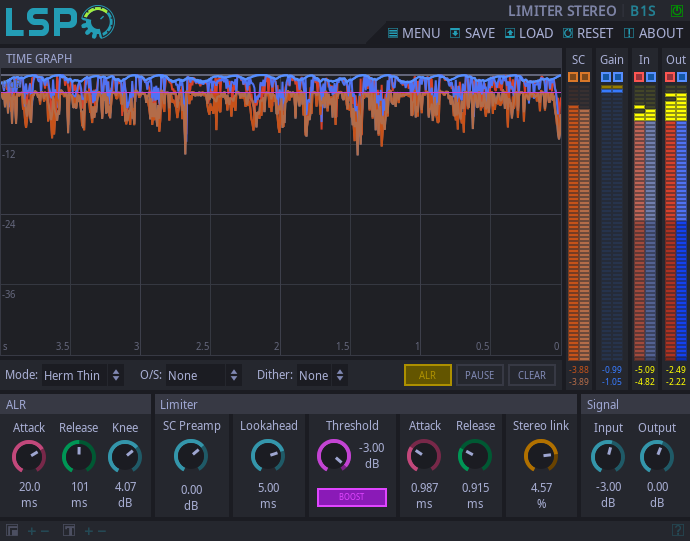 LSP
LIMITER STEREO B1S
MENU SAVE LOAD RESET ABOUT
TIME GRAPH
SC Gain In Out
-12
-24
-36
s 3.5 3 2.5 2 1.5 1 0.5 0
-3.88 -0.99 -5.09 -2.49
-3.89 -1.05 -4.82 -2.22
Mode: Herm Thin O/S: None Dither: None ALR PAUSE CLEAR
ALR Limiter Signal
Attack Release Knee SC Preamp Lookahead Threshold Attack Release Stereo link Input Output
-3.00
dB
20.0 101 4.07 0.00 5.00 0.987 0.915 4.57 -3.00 0.00
ms ms dB dB ms ms ms % dB dB
BOOST